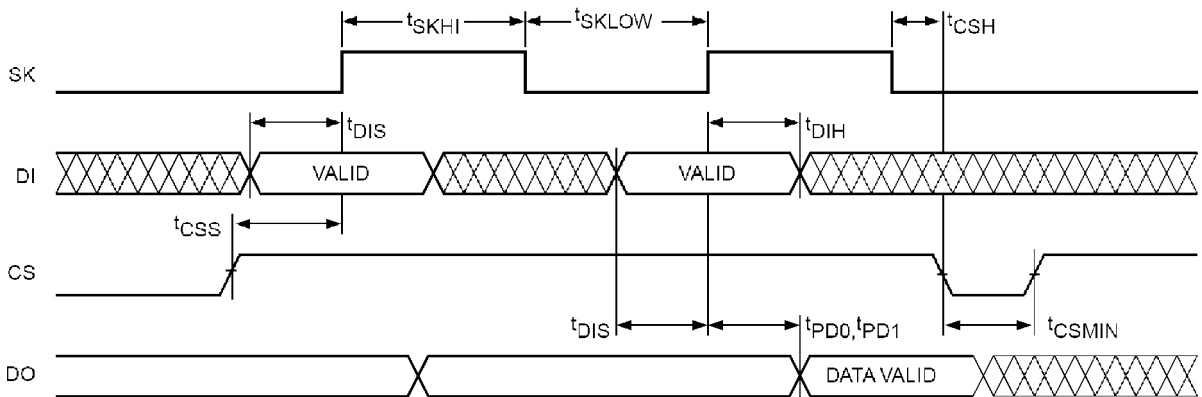 tSKHI tSKLOW tCSH
SK
tDIS tDIH
DI VALID VALID
tCSS
CS
tDIS tPD0,tPD1 tCSMIN
DO DATA VALID